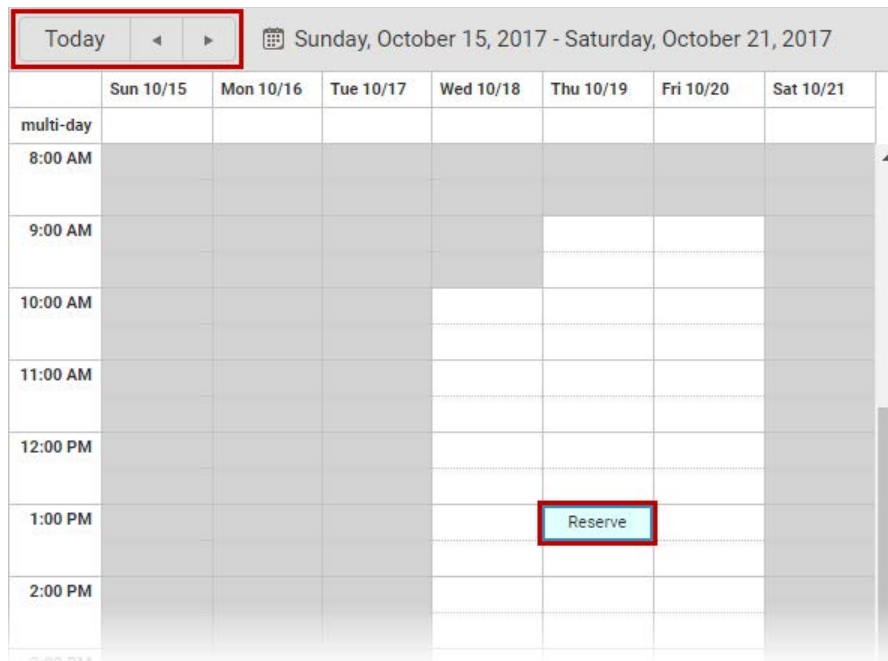 Today Sunday, October 15, 2017 - Saturday, October 21, 2017
Sun 10/15 Mon 10/16 Tue 10/17 Wed 10/18 Thu 10/19 Fri 10/20 Sat 10/21
multi-day
8:00 AM
9:00 AM
10:00 AM
11:00 AM
12:00 PM
1:00 PM Reserve
2:00 PM